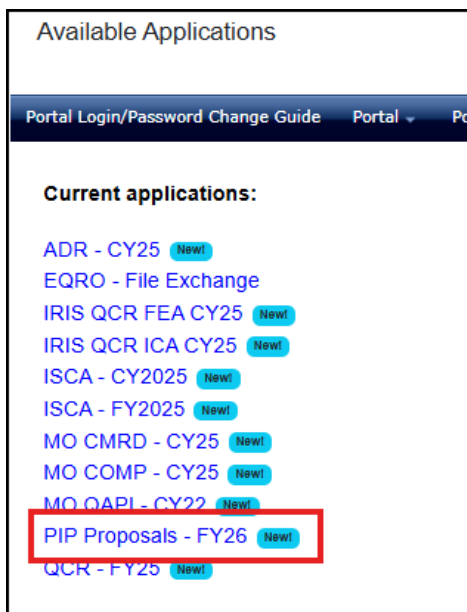 Available Applications
Portal Login/Password Change Guide Portal
Current applications:
ADR - CY25 New!
EQRO - File Exchange
IRIS QCR FEA CY25 New!
IRIS QCR ICA CY25 New!
ISCA - CY2025 New!
ISCA - FY2025 New!
MO CMRD - CY25 New!
MO COMP - CY25 New!
MO QAPI - CY22 New!
PIP Proposals - FY26 New!
QCR - FY25 New!